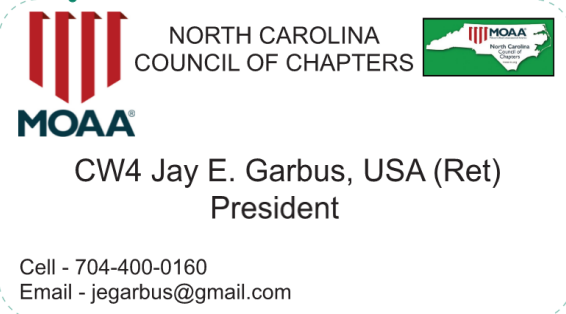 NORTH CAROLINA
COUNCIL OF CHAPTERS
MOAA®
MOAA
North Carolina
Council of
Chapters
CW4 Jay E. Garbus, USA (Ret)
President
Cell - 704-400-0160
Email - jegarbus@gmail.com